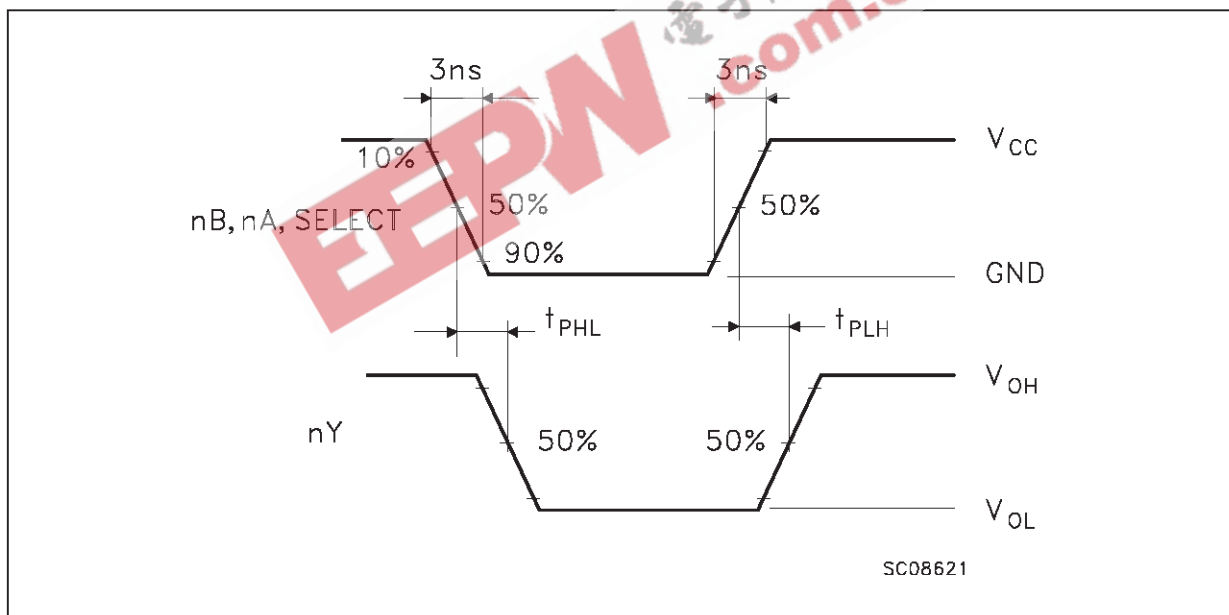 3ns 3ns
V_CC
10%
nB, nA, SELECT 50% 50%
90%
GND
t_PHL t_PLH
V_OH
nY 50% 50%
V_OL
SC08621
EEPW
.com.c